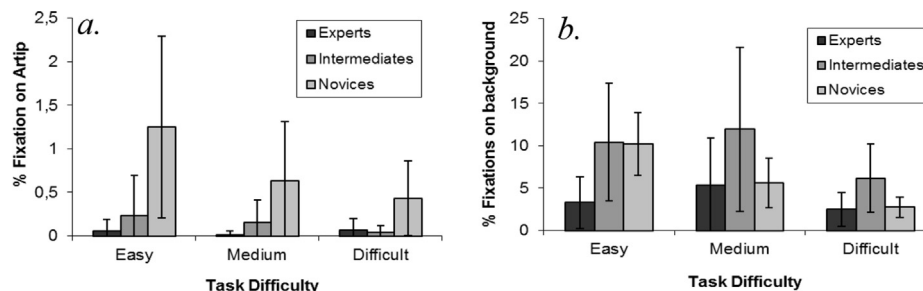 a.
% Fixation on Artip
2,5
2
1,5
1
0,5
0
Experts
Intermediates
Novices
Easy Medium Difficult
Task Difficulty
b.
% Fixations on background
25
20
15
10
5
0
Experts
Intermediates
Novices
Easy Medium Difficult
Task Difficulty